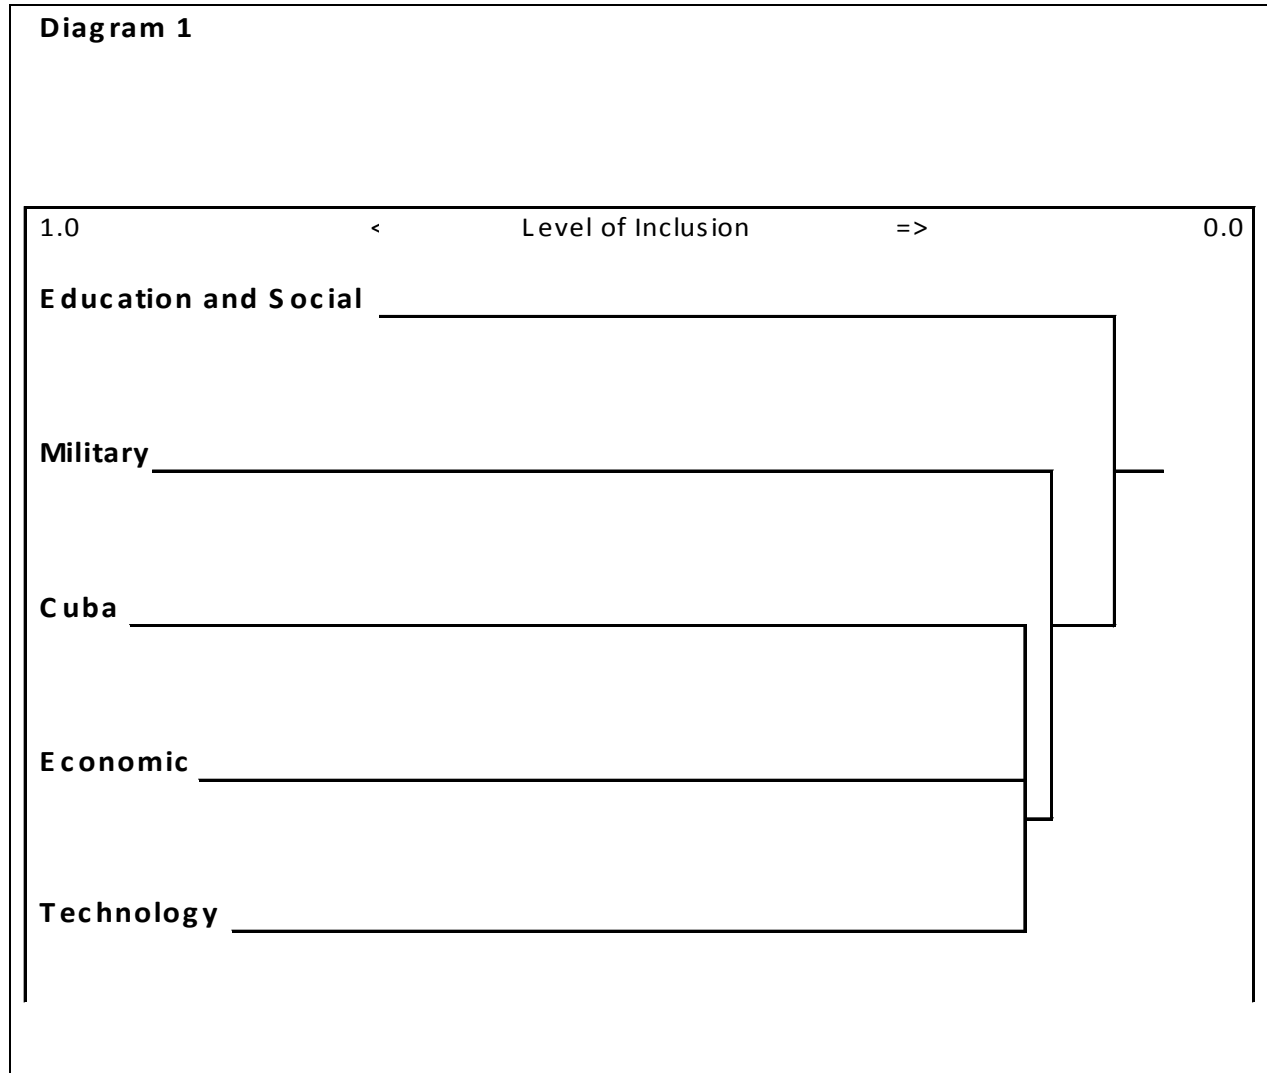 Diagram 1
1.0 < Level of Inclusion => 0.0
Education and Social
Military
Cuba
Economic
Technology